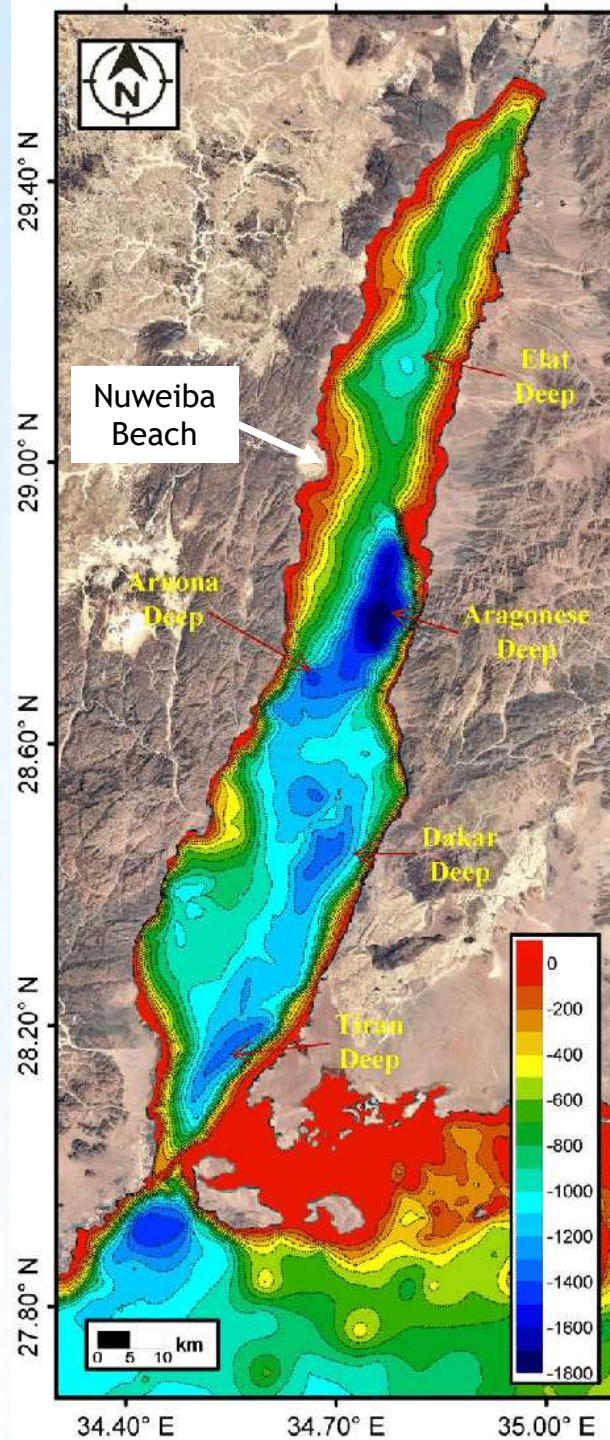 N
29.40° N
29.00° N
28.60° N
28.20° N
27.80° N
Elat
Deep
Nuweiba
Beach
Arnona
Deep
Aragonese
Deep
Dakar
Deep
Tiran
Deep
0
-200
-400
-600
-800
-1000
-1200
-1400
-1600
-1800
0 5 10 km
34.40° E
34.70° E
35.00° E